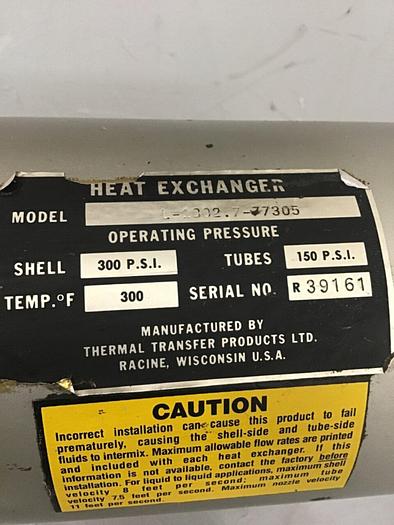 HEAT EXCHANGER
MODEL 7-77305
OPERATING PRESSURE
SHELL 300 P.S.I. TUBES 150 P.S.I.
TEMP.°F 300 SERIAL NO. R 39161
MANUFACTURED BY
THERMAL TRANSFER PRODUCTS LTD.
RACINE, WISCONSIN U.S.A.
CAUTION
Incorrect installation can cause this product to fail
prematurely, causing the shell-side and tube-side
fluids to intermix. Maximum allowable flow rates are printed
and included with each heat exchanger. If this
information is not available, contact the factory before
installation. For liquid to liquid applications, maximum shell
velocity 8 feet per second; maximum tube
velocity 7.5 feet per second. Maximum nozzle velocity
11 feet per second.